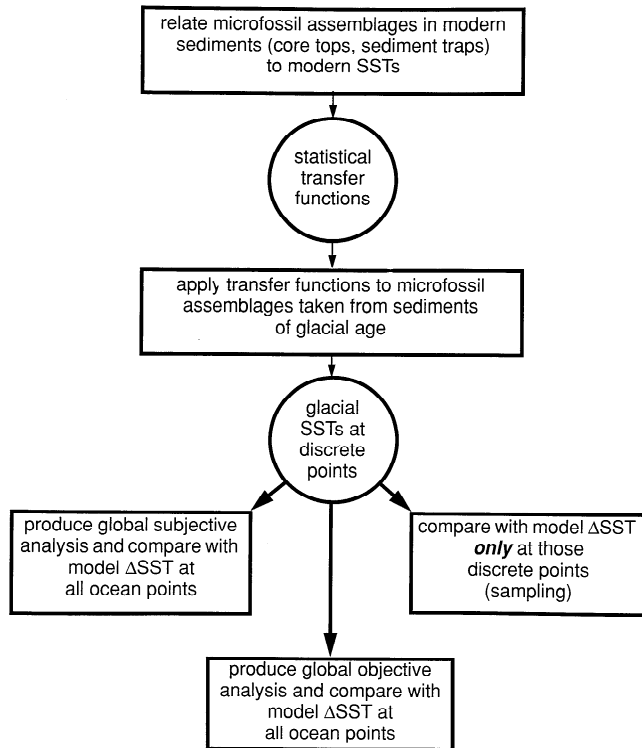 relate microfossil assemblages in modern
sediments (core tops, sediment traps)
to modern SSTs
statistical
transfer
functions
apply transfer functions to microfossil
assemblages taken from sediments
of glacial age
glacial
SSTs at
discrete
points
produce global subjective
analysis and compare with
model ΔSST at
all ocean points
compare with model ΔSST
only at those
discrete points
(sampling)
produce global objective
analysis and compare with
model ΔSST at
all ocean points